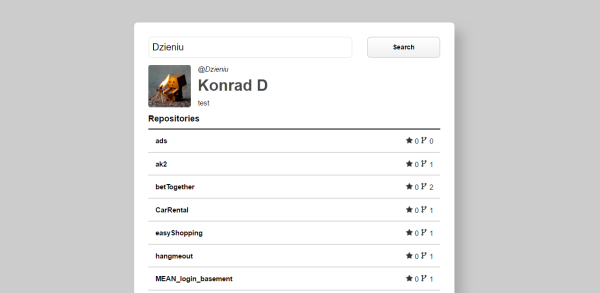 Dzieniu Search
@Dzieniu
Konrad D
test
Repositories
ads 0 0
ak2 0 1
betTogether 0 2
CarRental 0 1
easyShopping 0 1
hangmeout 0 1
MEAN_login_basement 0 1